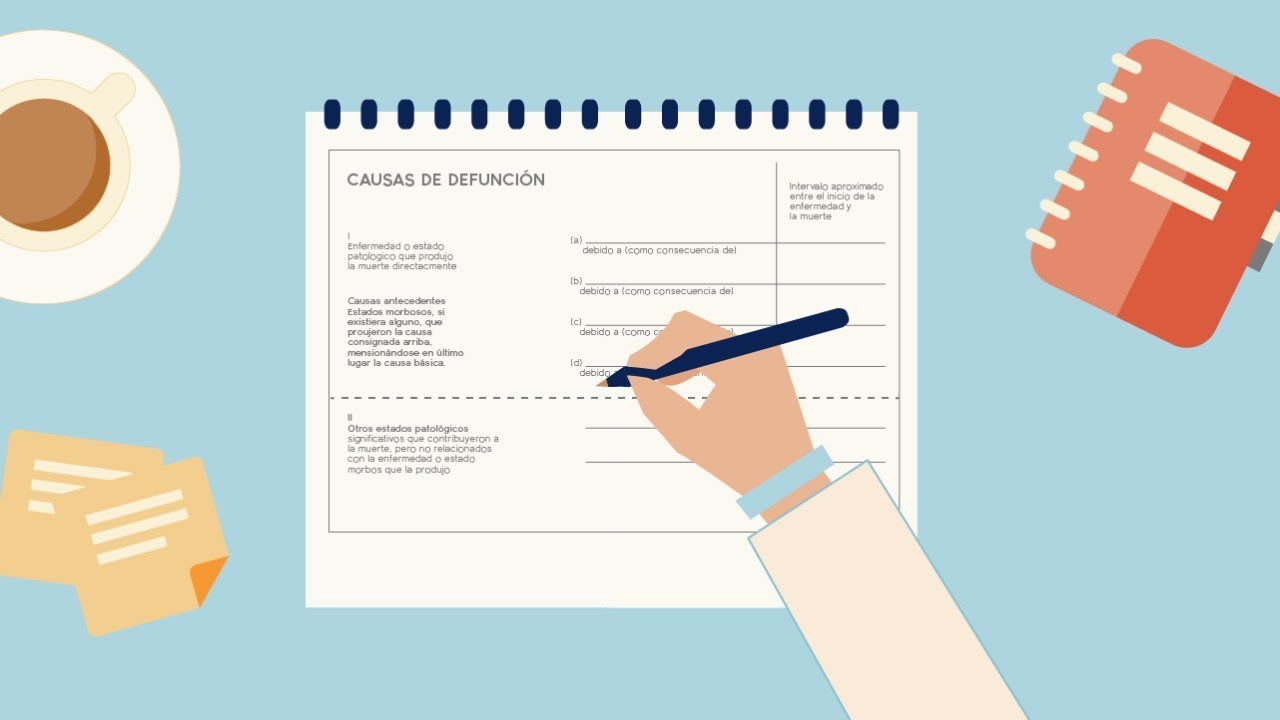 CAUSAS DE DEFUNCIÓN
Intervalo aproximado
entre el inicio de la
enfermedad y
la muerte
I
Enfermedad o estado
patologico que produjo
la muerte directacmente
(a)
debido a (como consecuencia de)
(b)
debido a (como consecuencia de)
Causas antecedentes
Estados morbosos, si
existiera alguno, que
proujeron la causa
consignada arriba,
mensionándose en último
lugar la causa básica.
(c)
debido a (como de)
(d)
debido
II
Otros estados patológicos
significativos que contribuyeron a
la muerte, pero no relacionados
con la enfermedad o estado
morbos que la produjo